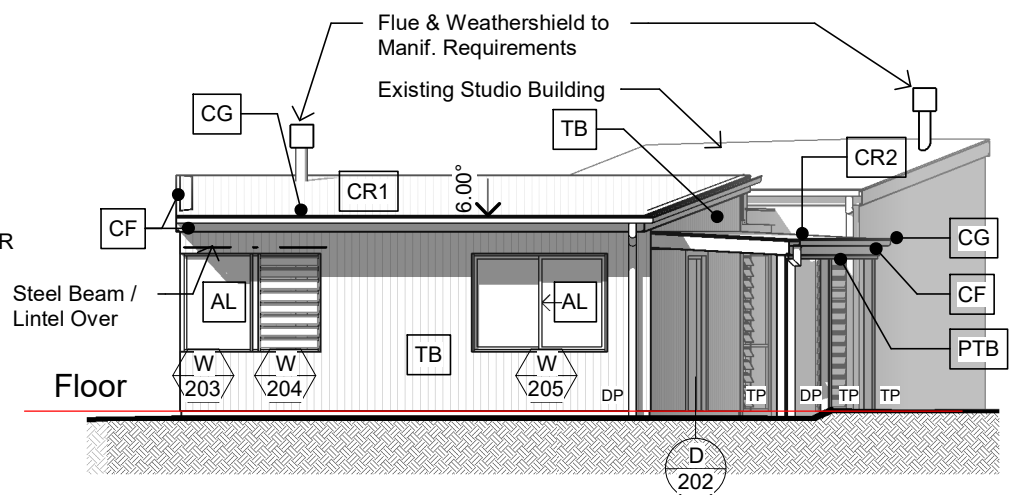 Flue & Weathershield to
Manif. Requirements
Existing Studio Building
CG
TB
CR2
CR1
6.00°
CF
R
CG
CF
PTB
Steel Beam /
Lintel Over
AL
AL
TB
W
203
W
204
W
205
Floor
DP
TP
DP
TP
TP
D
202